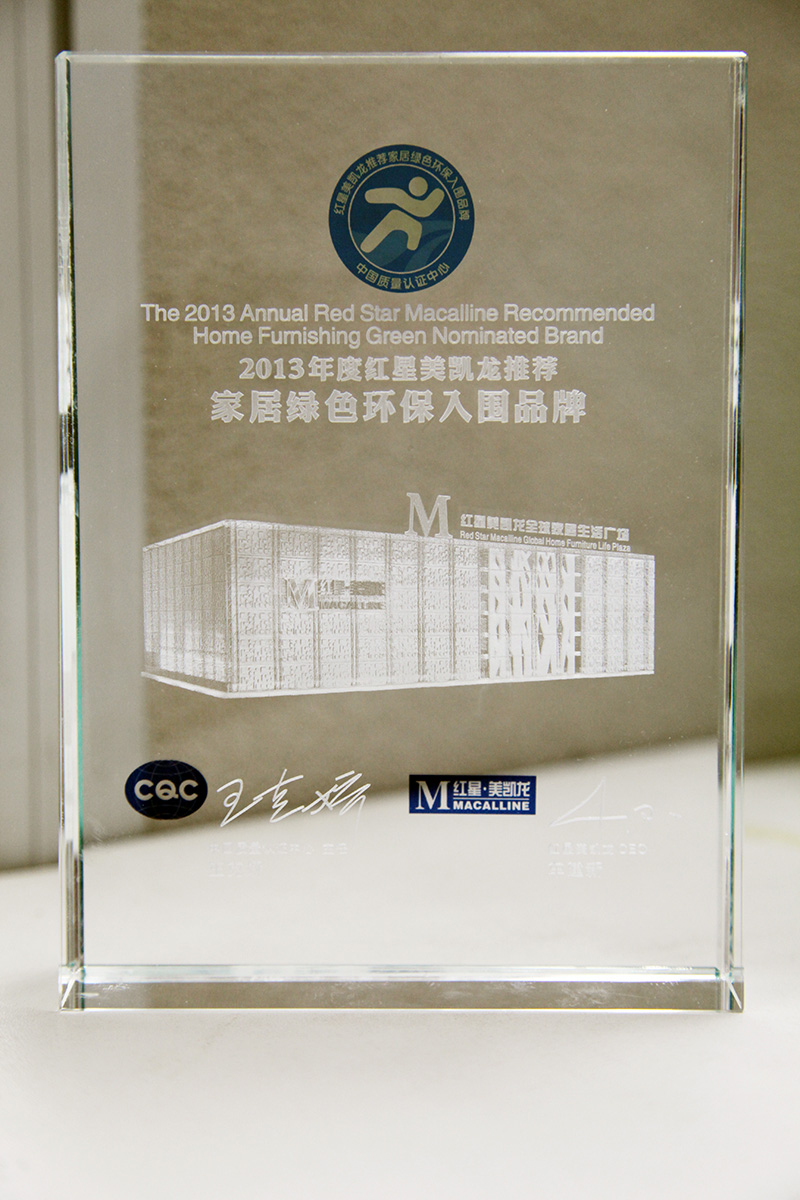 红星美凯龙推荐家居绿色环保入围品牌
中国质量认证中心
The 2013 Annual Red Star Macalline Recommended
Home Furnishing Green Nominated Brand
2013年度红星美凯龙推荐
家居绿色环保入围品牌
M
红星美凯龙全球家居生活广场
Red Star Macalline Global Home Furniture Life Plaza
M
MACALLINE
CQC
M 红星·美凯龙
MACALLINE
CEO